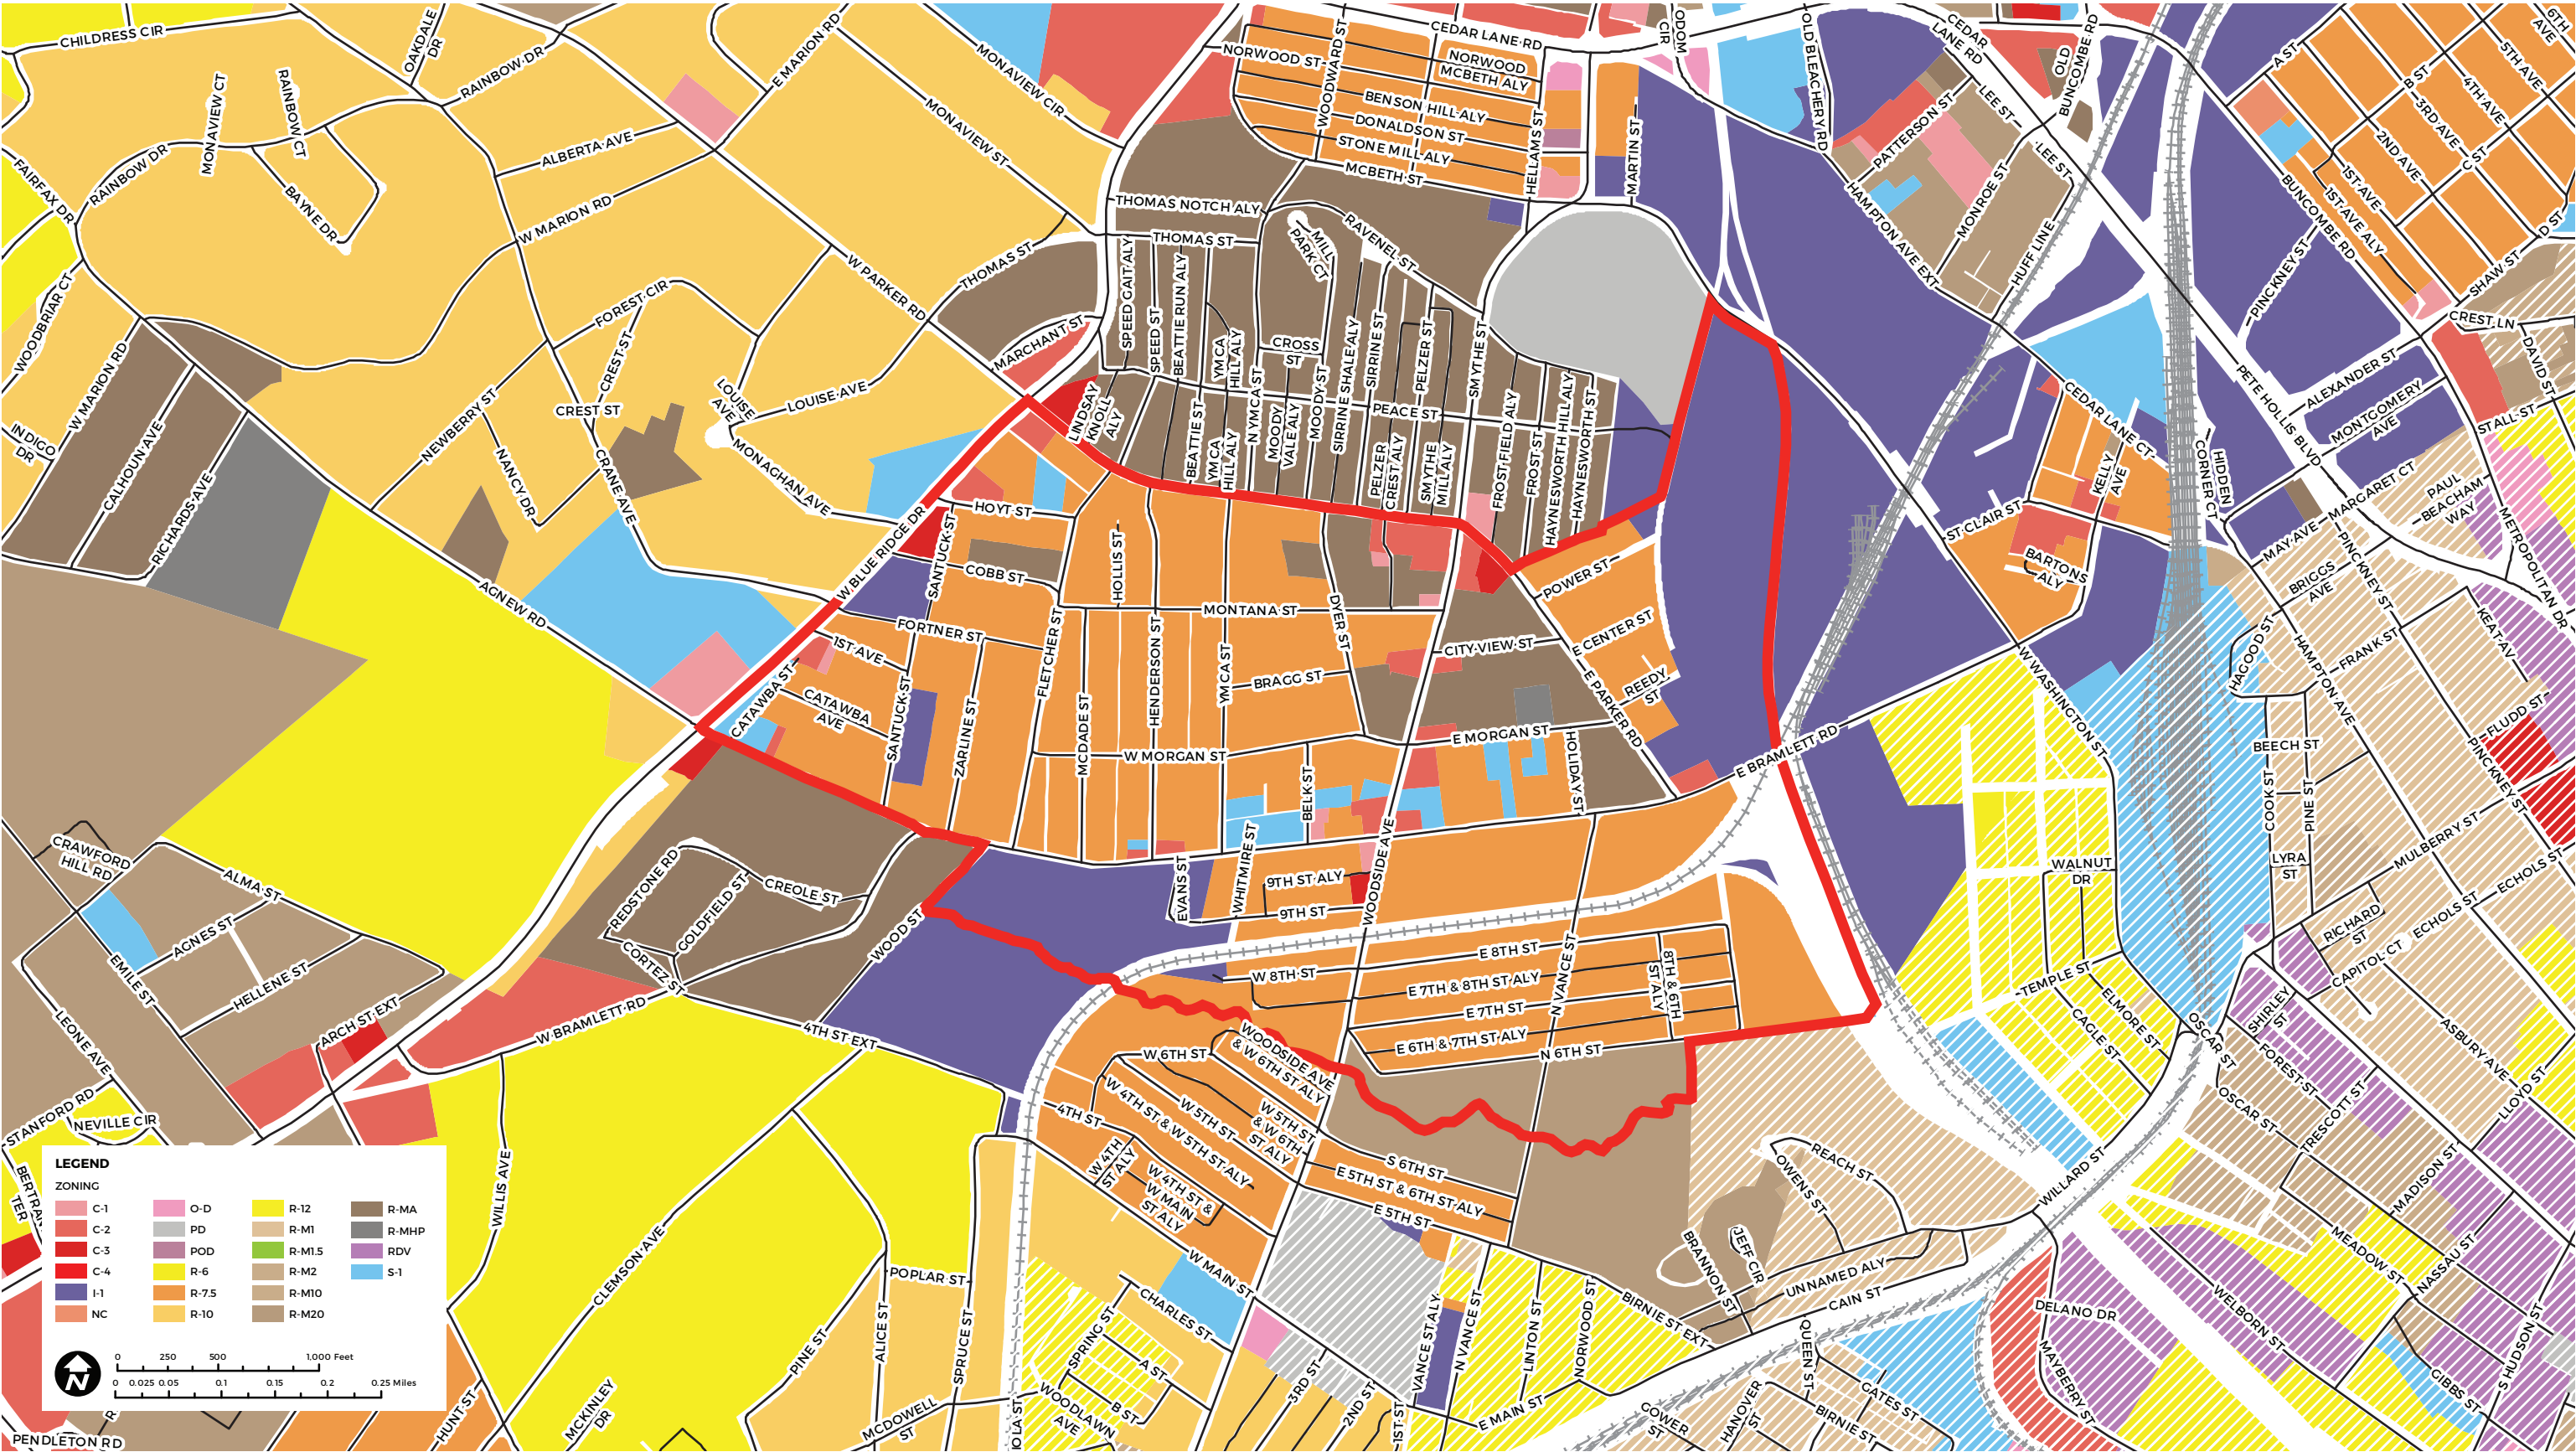 CHILDRESS CIR
OAKDALE
DR
RAINBOW DR
E MARION RD
MONAVIEW CIR
MONAVIEW ST
MONAVIEW CT
RAINBOW CT
RAINBOW DR
BAYNE DR
ALBERTA AVE
W MARION RD
FAIRFAX DR
WOODBRIAR CT
W MARION RD
INDIGO
DR
CALHOUN AVE
RICHARDS AVE
NEWBERRY ST
NANCY DR
CREST ST
CREST ST
FOREST CIR
CRANE AVE
LOUISE
AVE
LOUISE AVE
MONAGHAN AVE
W PARKER RD
THOMAS ST
MARCHANT ST
AGNEW RD
W BLUE RIDGE DR
NORWOOD ST
WOODWARD ST
CEDAR LANE RD
NORWOOD
MCBETH ALY
BENSON HILL ALY
DONALDSON ST
STONE MILL ALY
MCBETH ST
HELLAMS ST
MARTIN ST
ODOM
CIR
OLD BLEACHERY RD
CEDAR
LANE RD
OLD
BUNCOMBE RD
LEE ST
LEE ST
PATTERSON ST
MONROE ST
HAMPTON AVE EXT
HUFF LINE
A ST
B ST
C ST
D ST
6TH
AVE
5TH AVE
4TH AVE
3RD AVE
2ND AVE
1ST AVE
1ST AVE ALY
BUNCOMBE RD
PINCKNEY ST
SHAW ST
CREST LN
DAVID ST
STALL ST
ALEXANDER ST
MONTGOMERY
AVE
PETE HOLLIS BLVD
MARGARET CT
PAUL
BEACHAM
WAY
METROPOLITAN DR
MAY AVE
BRIGGS
AVE
PINCKNEY ST
KEAT AV
FRANK ST
HAGOOD ST
HAMPTON AVE
FLUDD ST
PINCKNEY ST
BEECH ST
COOK ST
PINE ST
MULBERRY ST
LYRA
ST
RICHARD
ST
ECHOLS ST
ECHOLS ST
CAPITOL CT
ASBURY AVE
LLOYD ST
SHIRLEY
ST
FOREST ST
TRESCOTT ST
OSCAR ST
OSCAR ST
MADISON ST
MEADOW ST
NASSAU ST
WELBORN ST
S HUDSON ST
GIBBS ST
DELANO DR
MAYBERRY ST
WILLARD ST
CEDAR LANE CT
KELLY
AVE
HIDDEN
CORNER CT
ST CLAIR ST
BARTONS
ALY
W WASHINGTON ST
WALNUT
DR
TEMPLE ST
ELMORE ST
CAGLE ST
THOMAS NOTCH ALY
THOMAS ST
MILL
PARK CT
RAVENEL ST
SPEED GAIT ALY
SPEED ST
BEATTIE RUN ALY
YMCA
HILL ALY
CROSS
ST
N YMCA ST
MOODY ST
SIRRINE SHALE ALY
SIRRINE ST
PELZER ST
SMYTHE ST
PEACE ST
LINDSAY
KNOLL
ALY
BEATTIE ST
YMCA
HILL ALY
MOODY
VALE ALY
PELZER
CREST ALY
SMYTHE
MILL ALY
FROST FIELD ALY
FROST ST
HAYNESWORTH HILL ALY
HAYNESWORTH ST
HOYT ST
SANTUCK ST
COBB ST
FORTNER ST
1ST AVE
CATAWBA ST
CATAWBA
AVE
SANTUCK ST
ZARLINE ST
FLETCHER ST
HOLLIS ST
MCDADE ST
HENDERSON ST
YMCA ST
MONTANA ST
DYER ST
BRAGG ST
W MORGAN ST
E MORGAN ST
CITY VIEW ST
POWER ST
E CENTER ST
REEDY
ST
E PARKER RD
HOLIDAY ST
E BRAMLETT RD
BELK ST
WHITMIRE ST
EVANS ST
9TH ST ALY
9TH ST
WOODSIDE AVE
W 8TH ST
E 8TH ST
E 7TH & 8TH ST ALY
E 7TH ST
E 6TH & 7TH ST ALY
N 6TH ST
N VANCE ST
8TH & 6TH
ST ALY
REDSTONE RD
GOLDFIELD ST
CREOLE ST
CORTEZ ST
WOOD ST
W BRAMLETT RD
4TH ST EXT
CRAWFORD
HILL RD
ALMA ST
AGNES ST
EMILE ST
HELLENE ST
ARCH ST EXT
LEONE AVE
STANFORD RD
NEVILLE CIR
WILLIS AVE
CLEMSON AVE
POPLAR ST
ALICE ST
SPRUCE ST
PINE ST
MCKINLEY
DR
HUNT ST
MCDOWELL
ST
IOLA ST
WOODLAWN
AVE
W 6TH ST
WOODSIDE AVE
& W 6TH ST ALY
4TH ST
W 4TH ST & W 5TH ST ALY
W 5TH ST
W 5TH ST
& W 6TH
ST ALY
W 4TH
ST ALY
W 4TH ST &
W MAIN
ST ALY
W MAIN ST
CHARLES ST
SPRING ST
A ST
B ST
S 6TH ST
E 5TH ST & 6TH ST ALY
E 5TH ST
3RD ST
2ND ST
1ST ST
VANCE ST ALY
N VANCE ST
LINTON ST
NORWOOD ST
E MAIN ST
BIRNIE ST EXT
BRANNON ST
JEFF CIR
OWENS ST
REACH ST
UNNAMED ALY
CAIN ST
QUEEN ST
GOWER
ST
HANOVER
ST
BIRNIE ST
GATES ST
PENDLETON RD
LEGEND
ZONING
C-1
C-2
C-3
C-4
I-1
NC
O-D
PD
POD
R-6
R-7.5
R-10
R-12
R-M1
R-M1.5
R-M2
R-M10
R-M20
R-MA
R-MHP
RDV
S-1
N
0 250 500 1,000 Feet
0 0.025 0.05 0.1 0.15 0.2 0.25 Miles